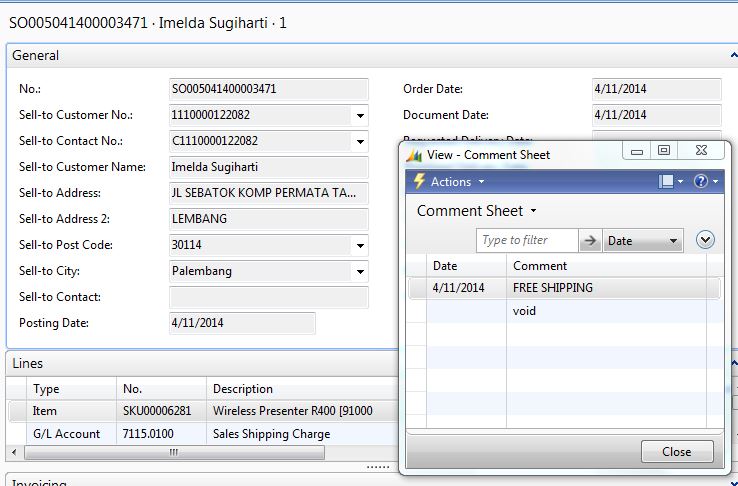 SO005041400003471 · Imelda Sugiharti · 1
General
No.: SO005041400003471
Sell-to Customer No.: 1110000122082
Sell-to Contact No.: C1110000122082
Sell-to Customer Name: Imelda Sugiharti
Sell-to Address: JL SEBATOK KOMP PERMATA TA...
Sell-to Address 2: LEMBANG
Sell-to Post Code: 30114
Sell-to City: Palembang
Sell-to Contact:
Posting Date: 4/11/2014
Order Date: 4/11/2014
Document Date: 4/11/2014
Requested Delivery Date:
View - Comment Sheet
Actions
Comment Sheet
Type to filter Date
Date Comment
4/11/2014 FREE SHIPPING
void
Close
Lines
Type No. Description
Item SKU00006281 Wireless Presenter R400 [91000
G/L Account 7115.0100 Sales Shipping Charge
Invoicing